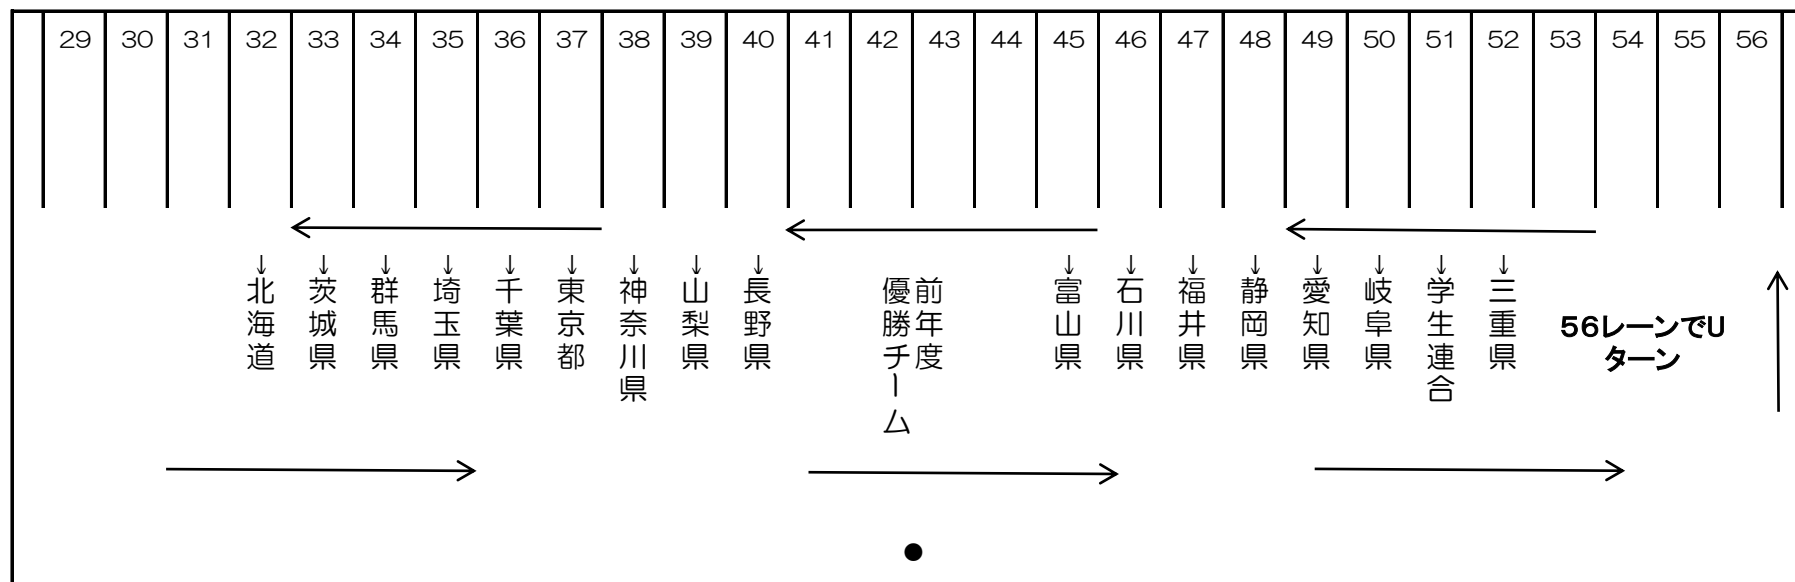 29 30 31 32 33 34 35 36 37 38 39 40 41 42 43 44 45 46 47 48 49 50 51 52 53 54 55 56
↓北海道
↓茨城県
↓群馬県
↓埼玉県
↓千葉県
↓東京都
↓神奈川県
↓山梨県
↓長野県
前年度
優勝チーム
↓富山県
↓石川県
↓福井県
↓静岡県
↓愛知県
↓岐阜県
↓学生連合
↓三重県
56レーンでU
ターン